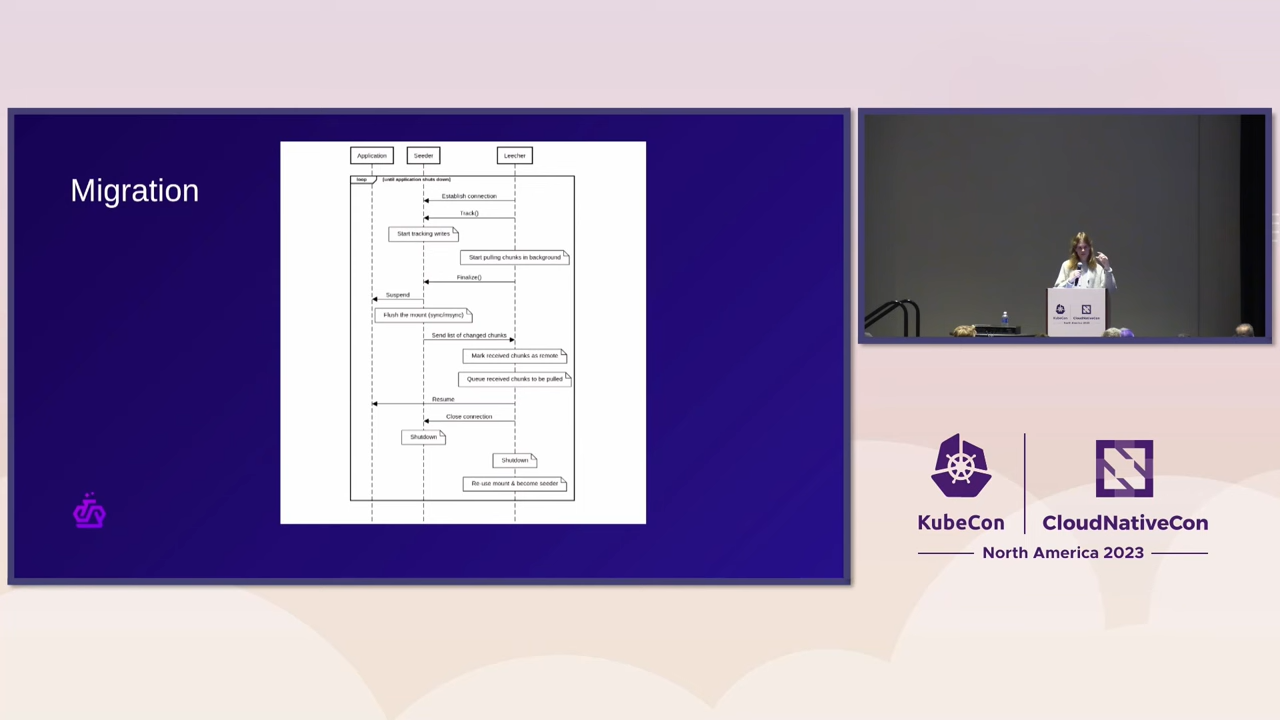 Migration
Application
Seeder
Leecher
loop
[until application shuts down]
Establish connection
Track()
Start tracking writes
Start pulling chunks in background
Finalize()
Suspend
Flush the mount (sync/msync)
Send list of changed chunks
Mark received chunks as remote
Queue received chunks to be pulled
Resume
Close connection
Shutdown
Shutdown
Re-use mount & become seeder
KubeCon
CloudNativeCon
North America 2023